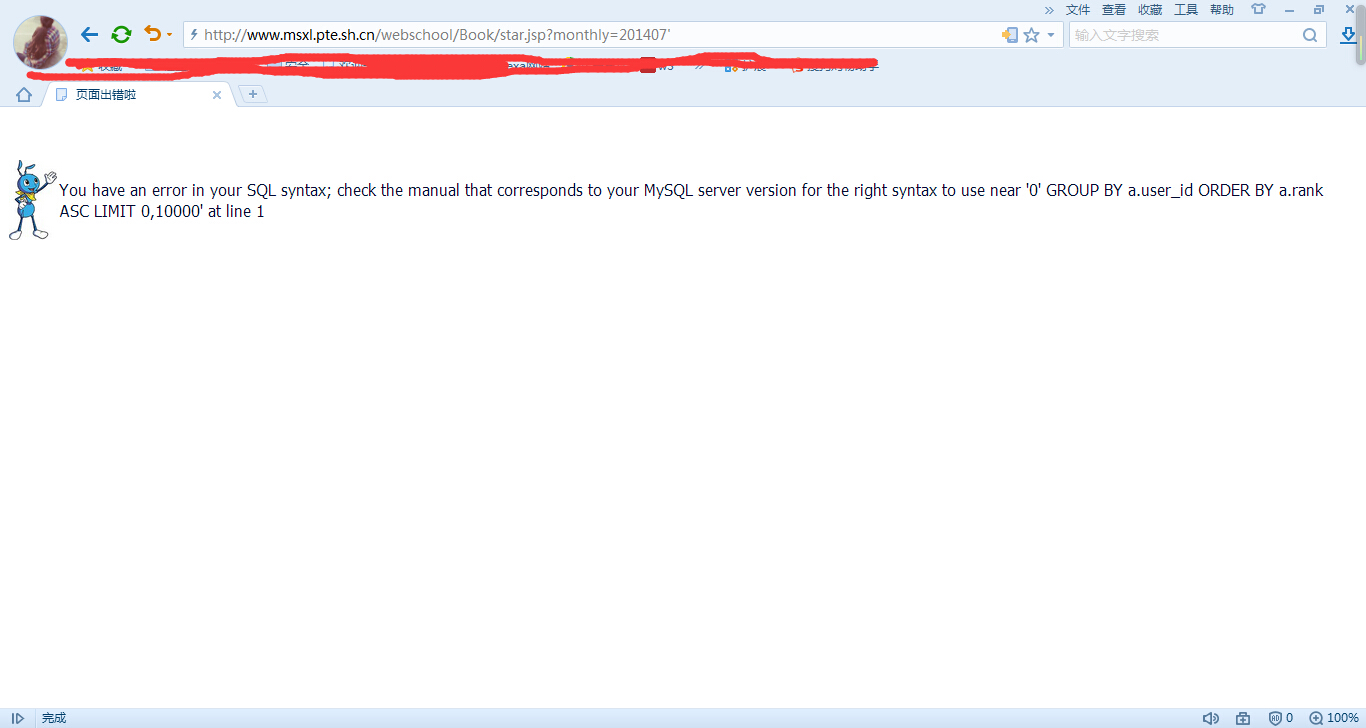 文件 查看 收藏 工具 帮助
http://www.msxl.pte.sh.cn/webschool/Book/star.jsp?monthly=201407'
输入文字搜索
页面出错啦
You have an error in your SQL syntax; check the manual that corresponds to your MySQL server version for the right syntax to use near '0' GROUP BY a.user_id ORDER BY a.rank
ASC LIMIT 0,10000' at line 1
完成
0
100%